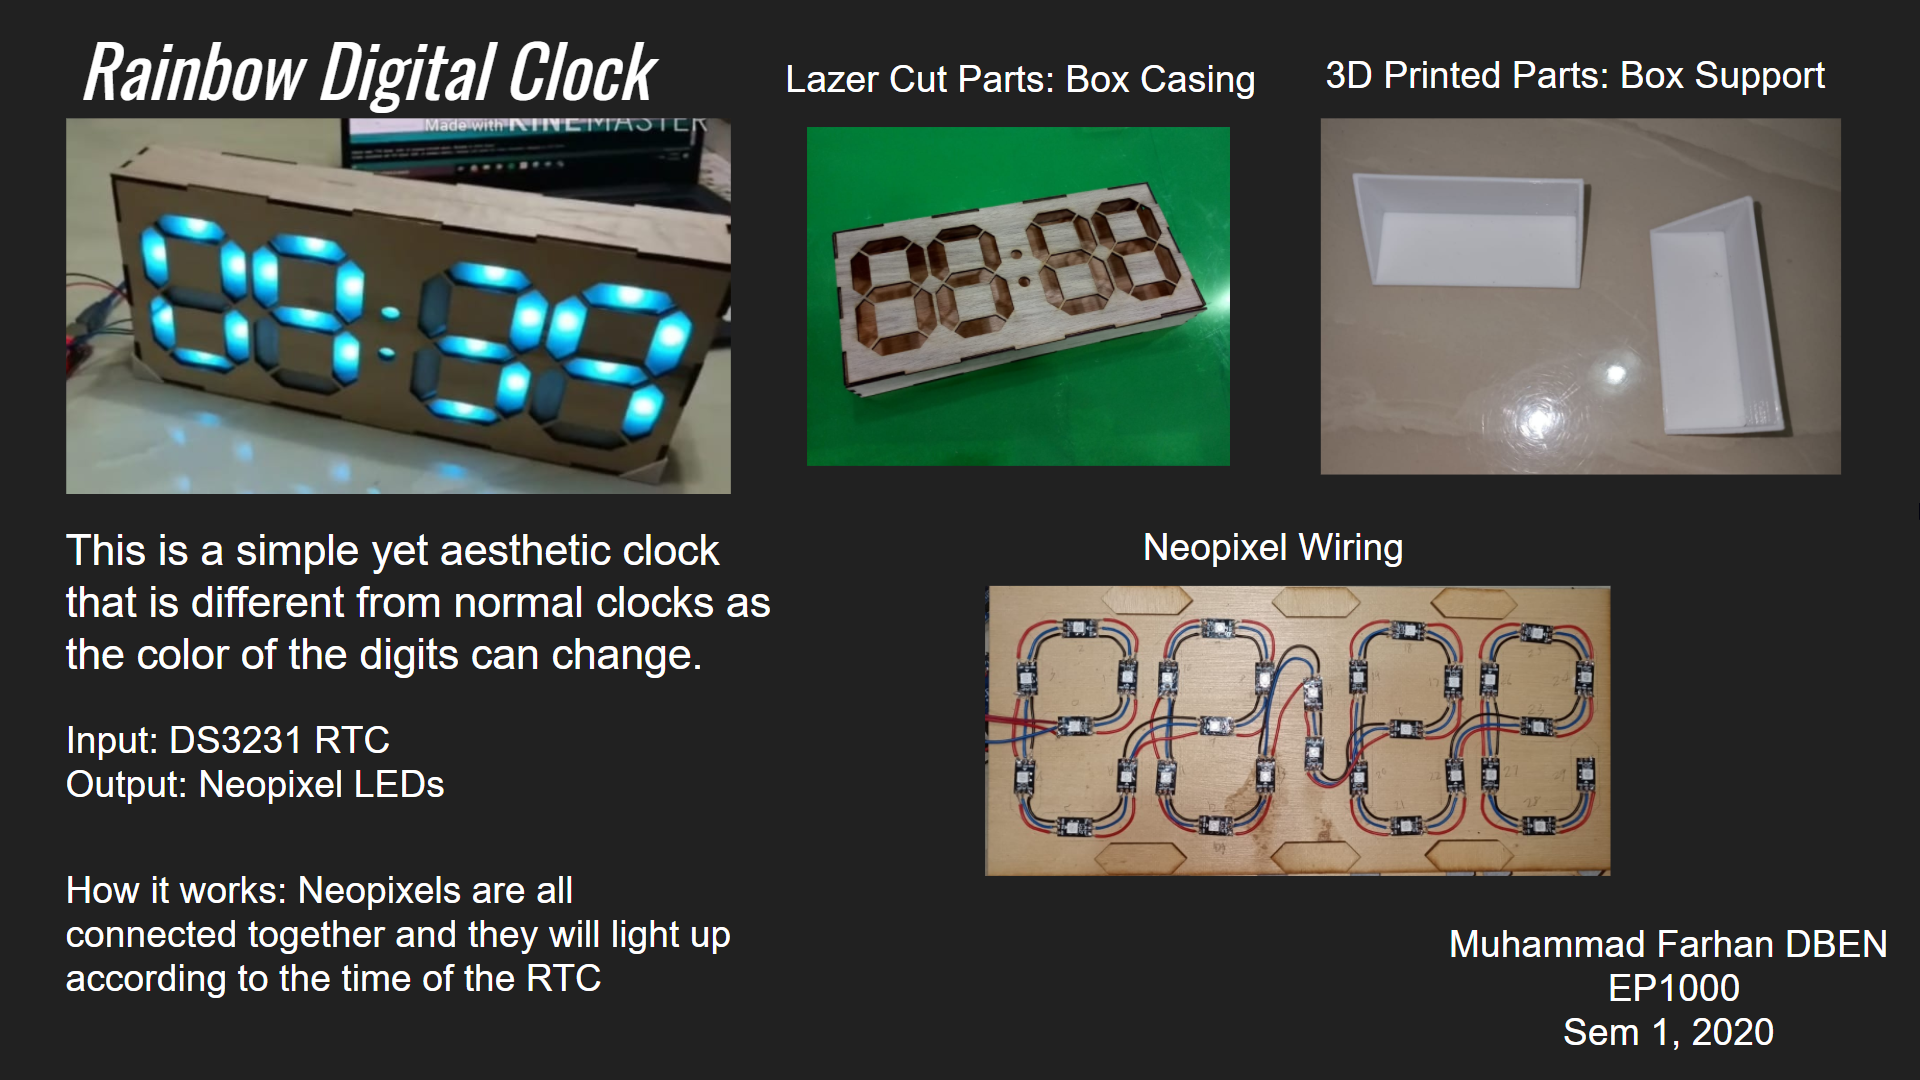 Rainbow Digital Clock
Made with KINEMASTER
Lazer Cut Parts: Box Casing
3D Printed Parts: Box Support
This is a simple yet aesthetic clock
that is different from normal clocks as
the color of the digits can change.
Input: DS3231 RTC
Output: Neopixel LEDs
How it works: Neopixels are all
connected together and they will light up
according to the time of the RTC
Neopixel Wiring
Muhammad Farhan DBEN
EP1000
Sem 1, 2020